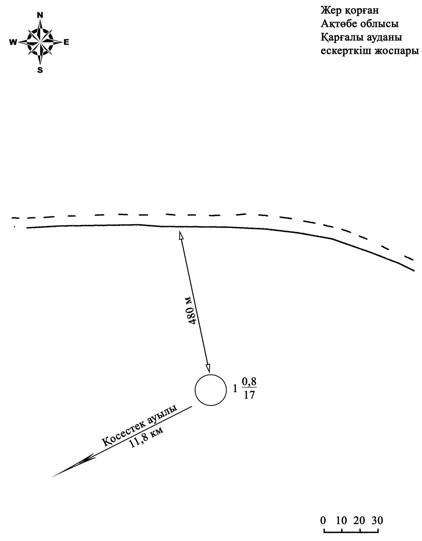 N
W E
S
Жер қорған
Ақтөбе облысы
Қарғалы ауданы
ескерткіш жоспары
480 м
1 0,8
17
Қосестек ауылы
11,8 км
0 10 20 30